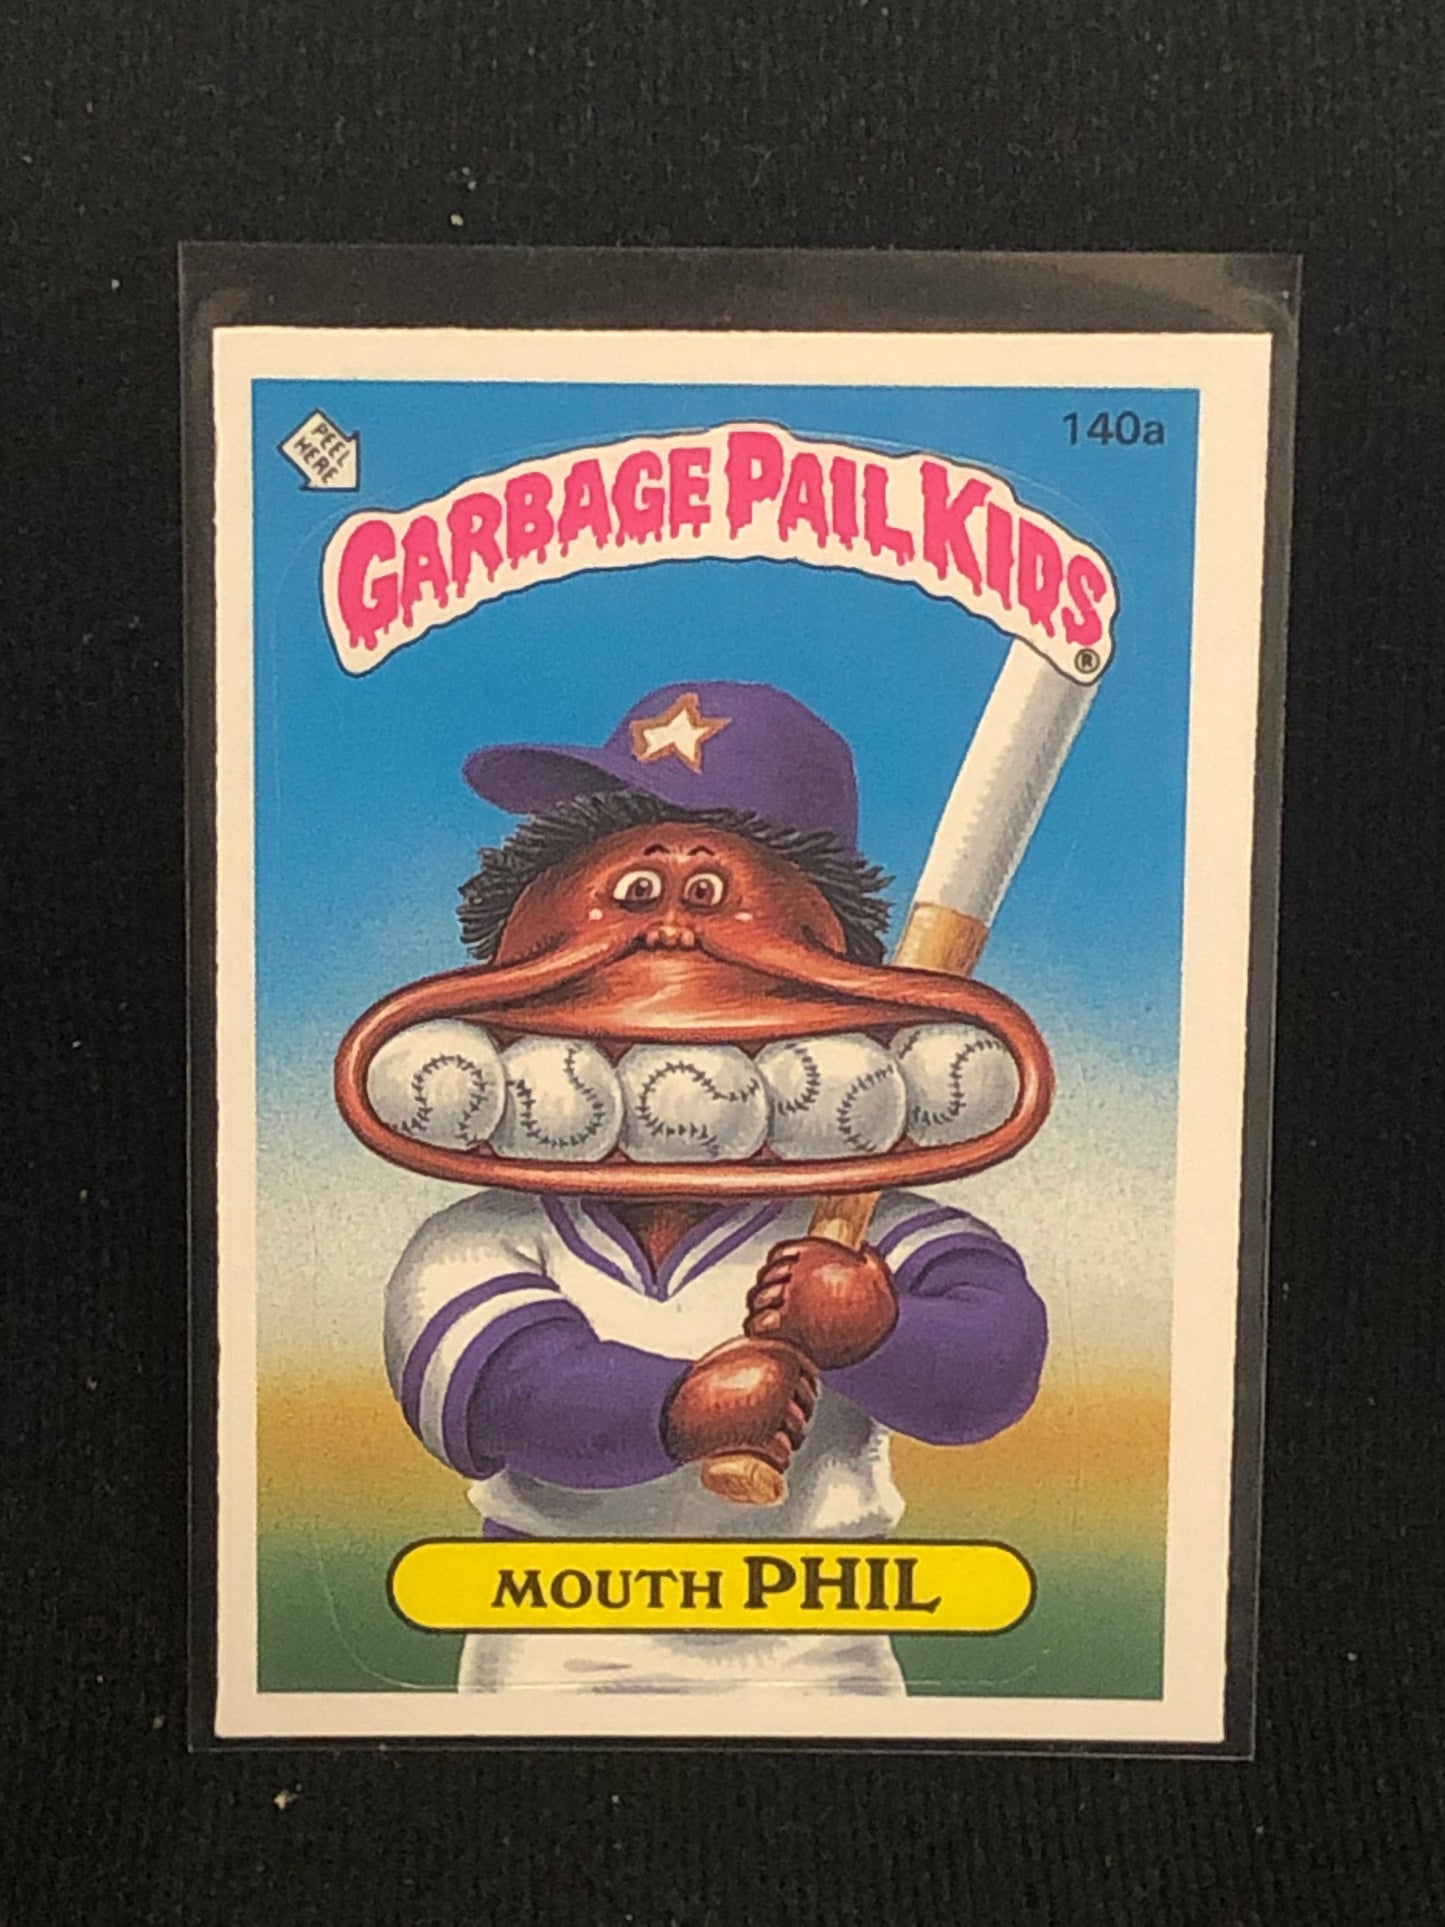 PEEL
HERE
140a
GARBAGE PAIL KIDS
®
MOUTH PHIL